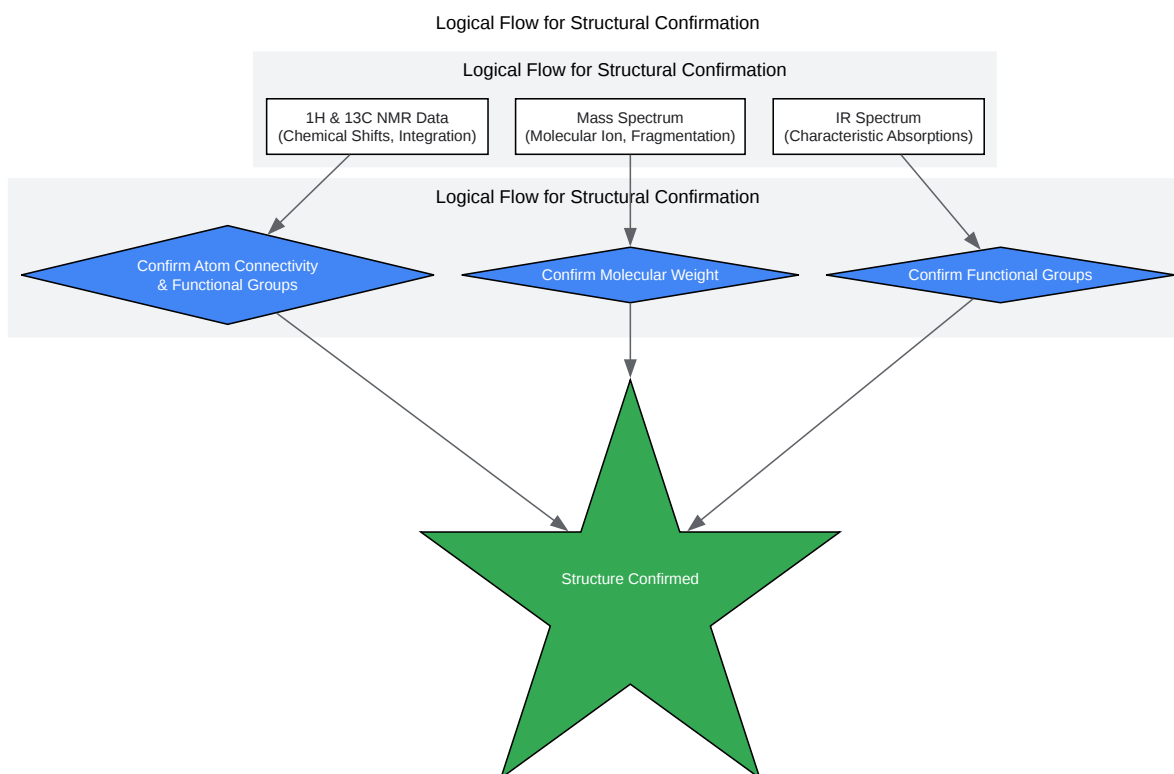 Logical Flow for Structural Confirmation
Logical Flow for Structural Confirmation
1H & 13C NMR Data
(Chemical Shifts, Integration)
Mass Spectrum
(Molecular Ion, Fragmentation)
IR Spectrum
(Characteristic Absorptions)
Logical Flow for Structural Confirmation
Confirm Atom Connectivity
& Functional Groups
Confirm Molecular Weight
Confirm Functional Groups
Structure Confirmed